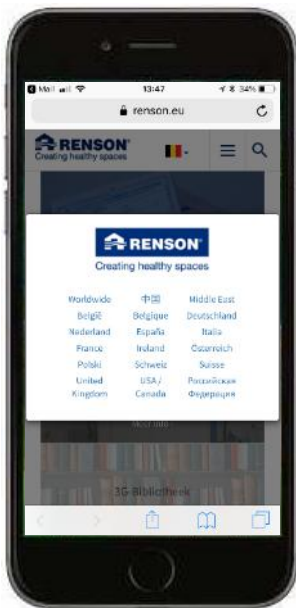 Mail 13:47 34%
renson.eu
RENSON
Creating healthy spaces
RENSON
Creating healthy spaces
Worldwide 中国 Middle East
België Belgique Deutschland
Nederland España Italia
France Ireland Österreich
Polski Schweiz Suisse
United USA / Российская
Kingdom Canada Федерация
Meer info
3G-Bibliotheek